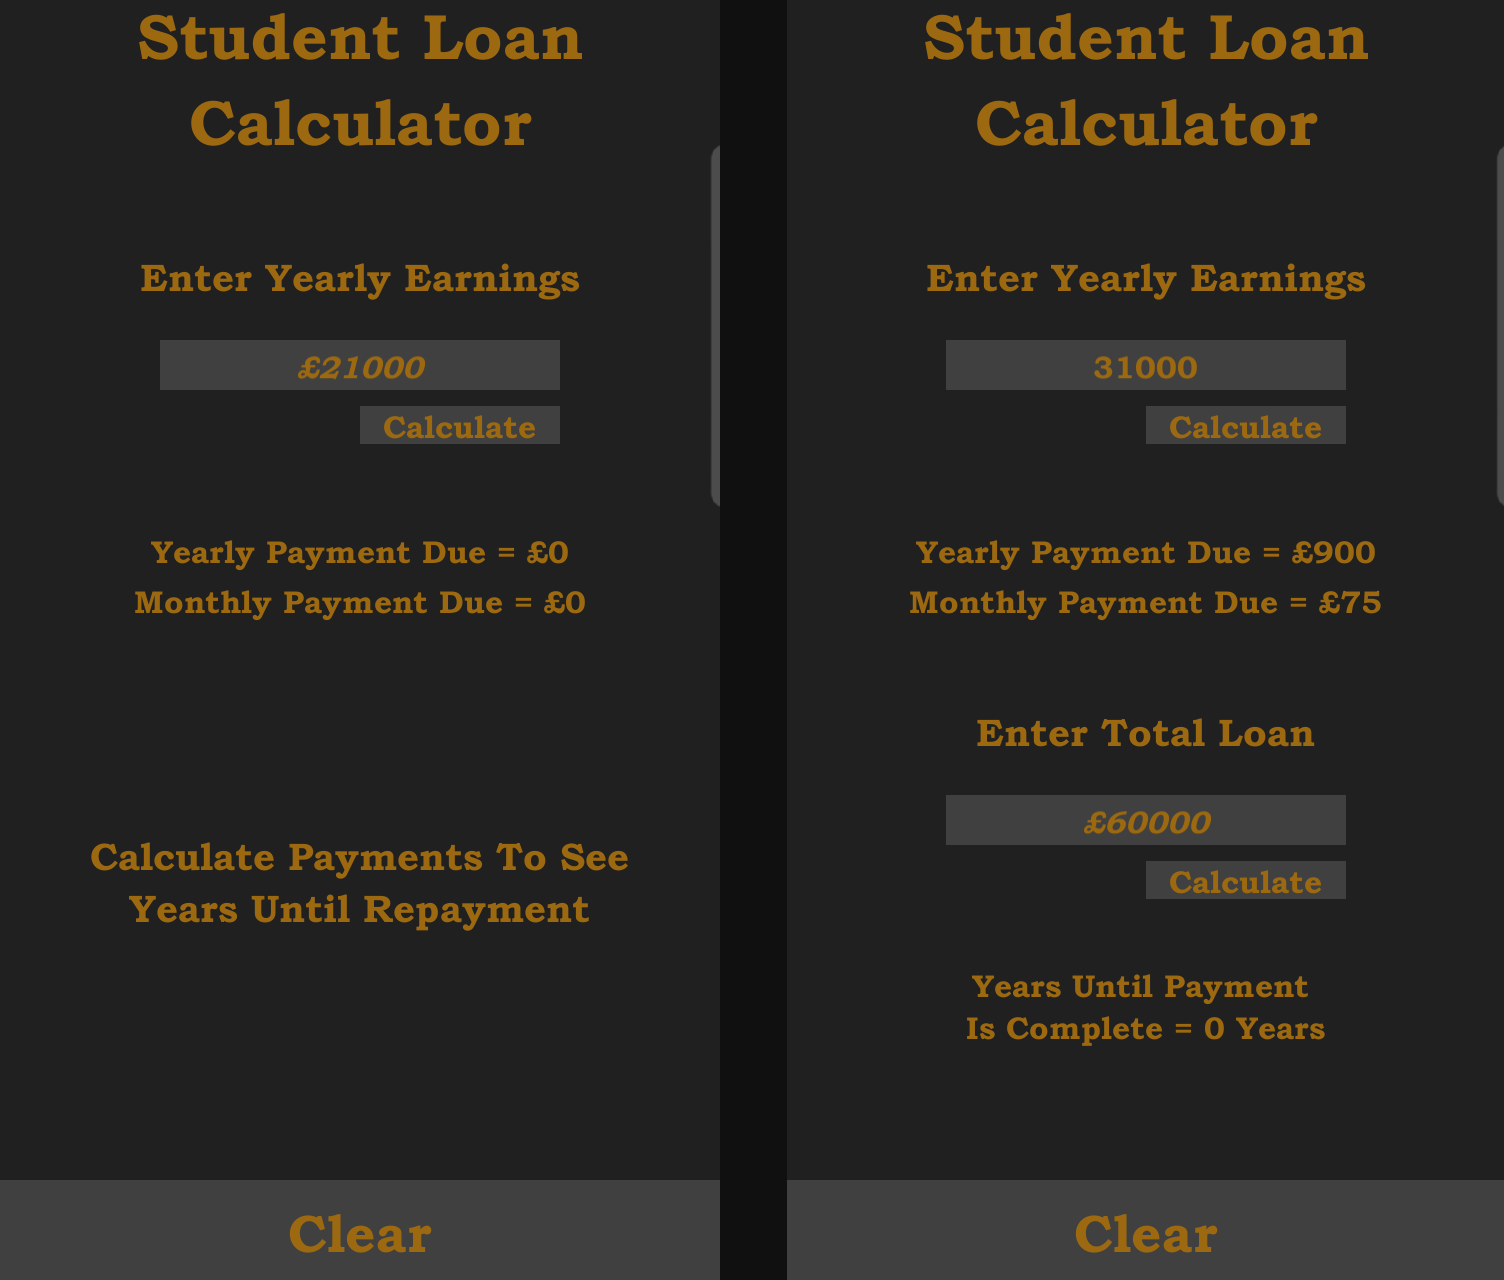 Student Loan
Calculator
Enter Yearly Earnings
£21000
Calculate
Yearly Payment Due = £0
Monthly Payment Due = £0
Calculate Payments To See
Years Until Repayment
Clear
Student Loan
Calculator
Enter Yearly Earnings
31000
Calculate
Yearly Payment Due = £900
Monthly Payment Due = £75
Enter Total Loan
£60000
Calculate
Years Until Payment
Is Complete = 0 Years
Clear